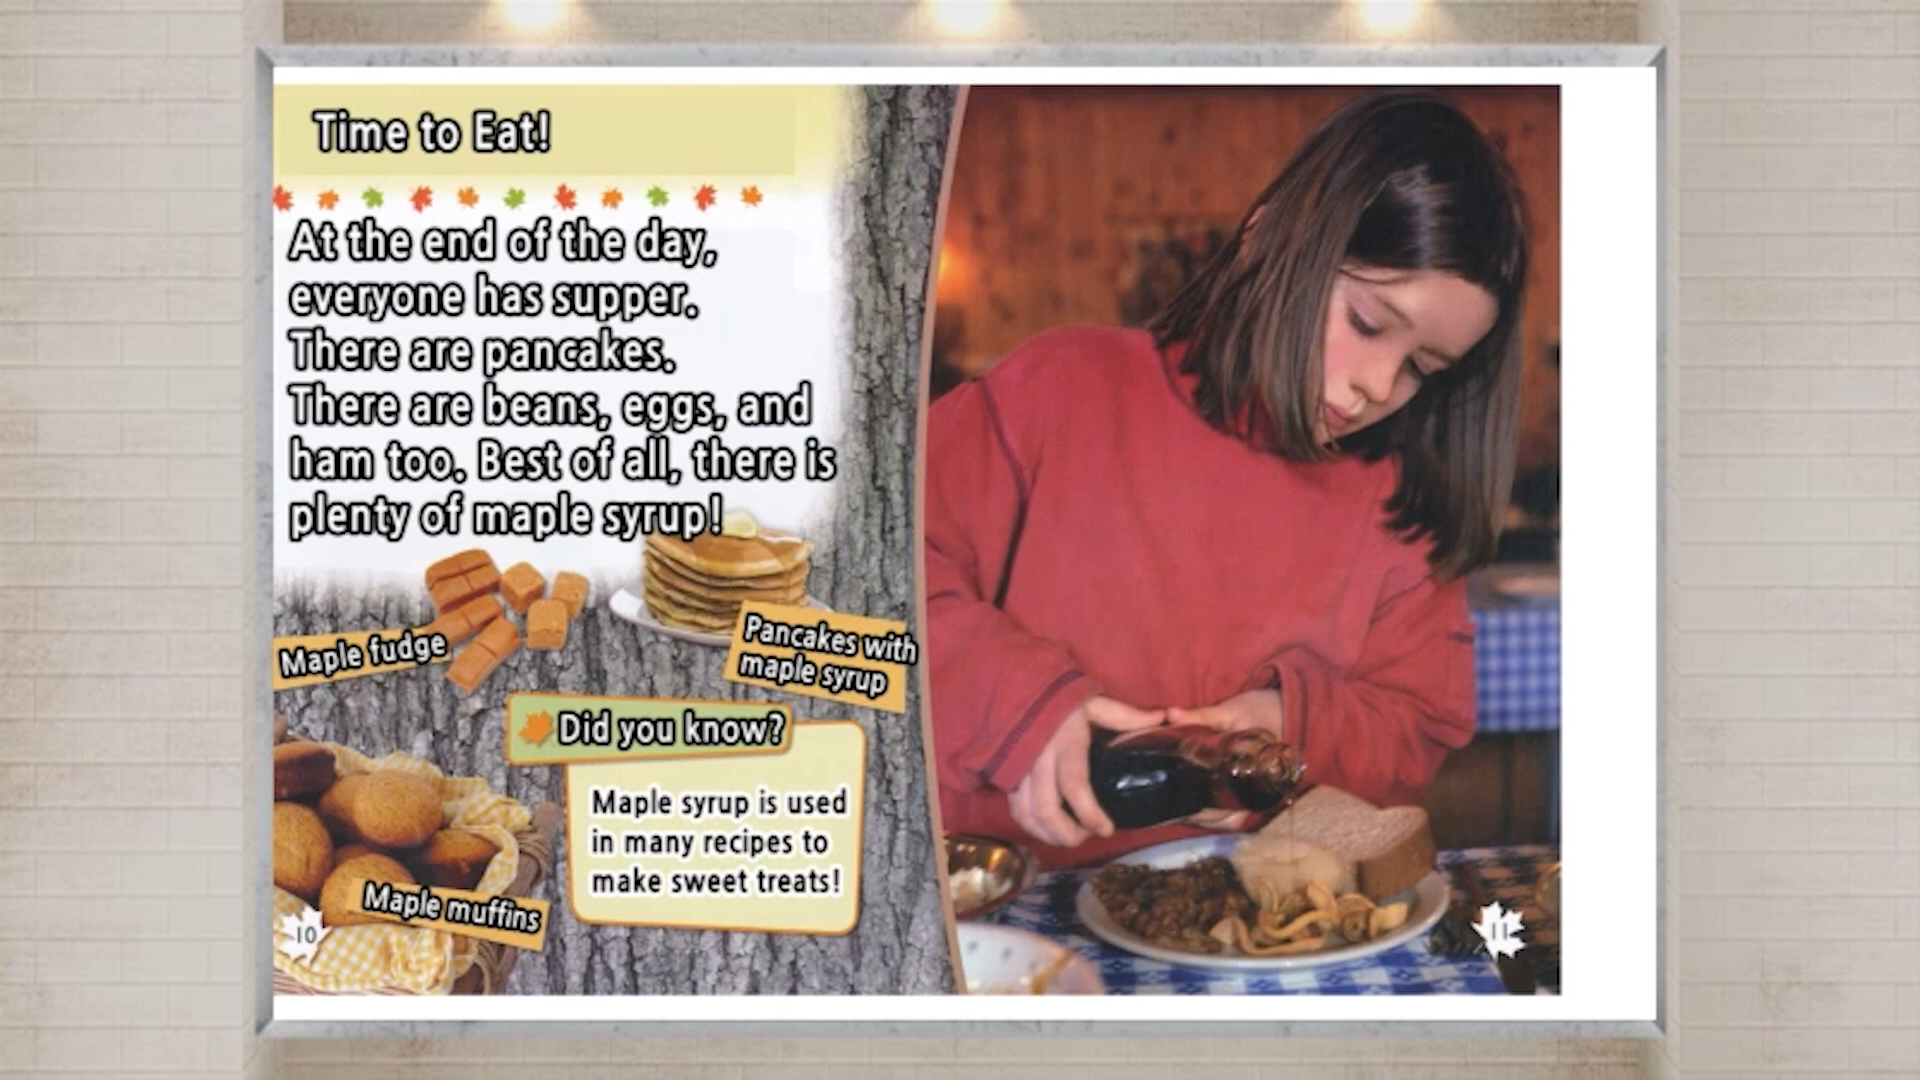 Time to Eat!
At the end of the day,
everyone has supper.
There are pancakes.
There are beans, eggs, and
ham too. Best of all, there is
plenty of maple syrup!
Maple fudge
Pancakes with
maple syrup
Did you know?
Maple syrup is used
in many recipes to
make sweet treats!
Maple muffins
10
11